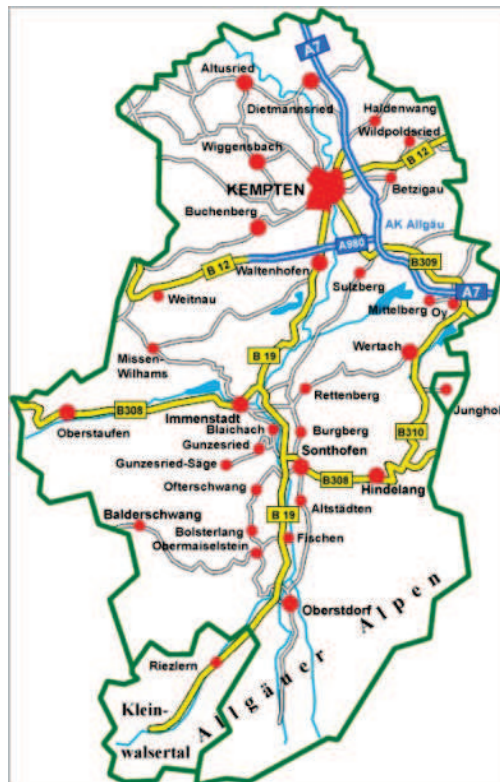 A7
Altusried
Dietmannsried
Haldenwang
Wildpoldsried
Wiggensbach
B 12
KEMPTEN
Betzigau
Buchenberg
AK Allgäu
A980
B309
B 12
Waltenhofen
Sulzberg
A7
Weitnau
Mittelberg
Oy
Missen-
Wilhams
B 19
Wertach
Rettenberg
Junghol
B308
Immenstadt
Oberstaufen
Blaichach
Burgberg
B310
Gunzesried
Sonthofen
Gunzesried-Säge
B308
Hindelang
Ofterschwang
Altstädten
Balderschwang
B 19
Bolsterlang
Fischen
Obermaiselstein
Oberstdorf
Riezlern
Allgäuer Alpen
Klein-
walsertal